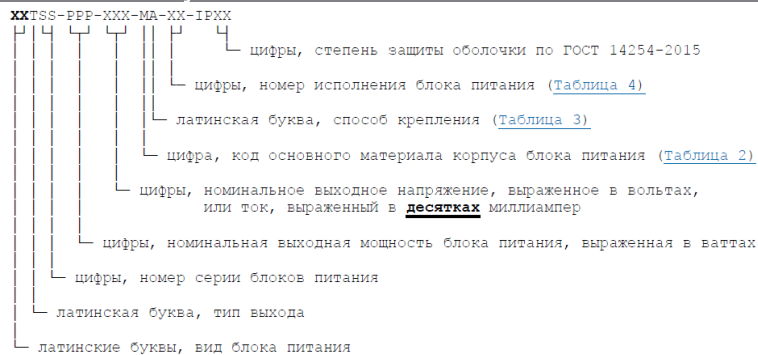 XXTSS-PPP-XXX-MA-XX-IPXX
цифры, степень защиты оболочки по ГОСТ 14254-2015
цифры, номер исполнения блока питания (Таблица 4)
латинская буква, способ крепления (Таблица 3)
цифра, код основного материала корпуса блока питания (Таблица 2)
цифры, номинальное выходное напряжение, выраженное в вольтах,
или ток, выраженный в десятках миллиампер
цифры, номинальная выходная мощность блока питания, выраженная в ваттах
цифры, номер серии блоков питания
латинская буква, тип выхода
латинские буквы, вид блока питания